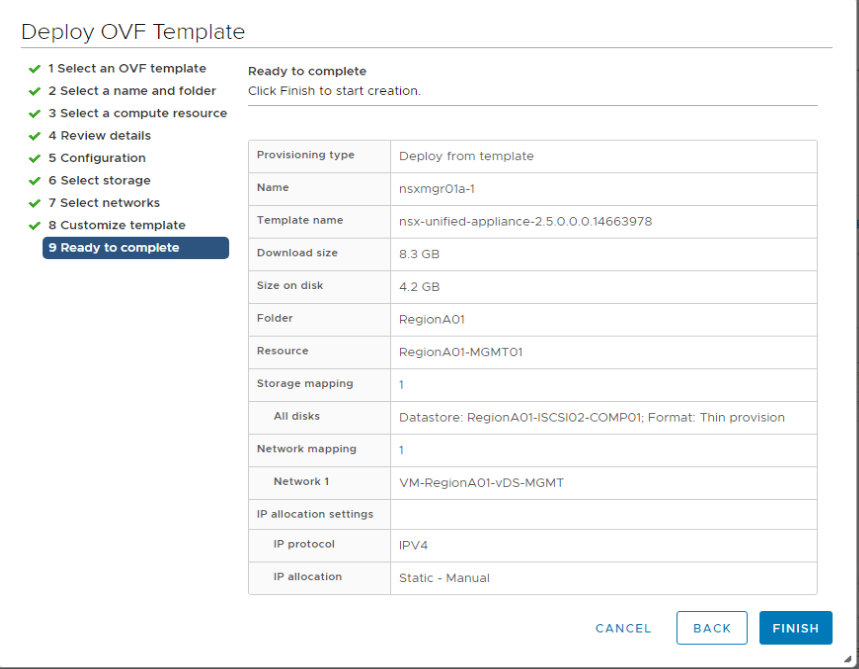 Deploy OVF Template
1 Select an OVF template
2 Select a name and folder
3 Select a compute resource
4 Review details
5 Configuration
6 Select storage
7 Select networks
8 Customize template
9 Ready to complete
Ready to complete
Click Finish to start creation.
Provisioning type Deploy from template
Name nsxmgr01a-1
Template name nsx-unified-appliance-2.5.0.0.0.14663978
Download size 8.3 GB
Size on disk 4.2 GB
Folder RegionA01
Resource RegionA01-MGMT01
Storage mapping 1
All disks Datastore: RegionA01-ISCSI02-COMP01; Format: Thin provision
Network mapping 1
Network 1 VM-RegionA01-vDS-MGMT
IP allocation settings
IP protocol IPV4
IP allocation Static - Manual
CANCEL BACK FINISH